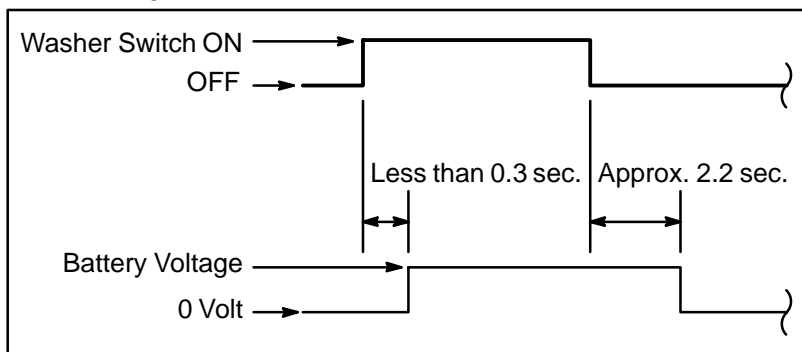 Washer Switch ON
OFF
Less than 0.3 sec. Approx. 2.2 sec.
Battery Voltage
0 Volt